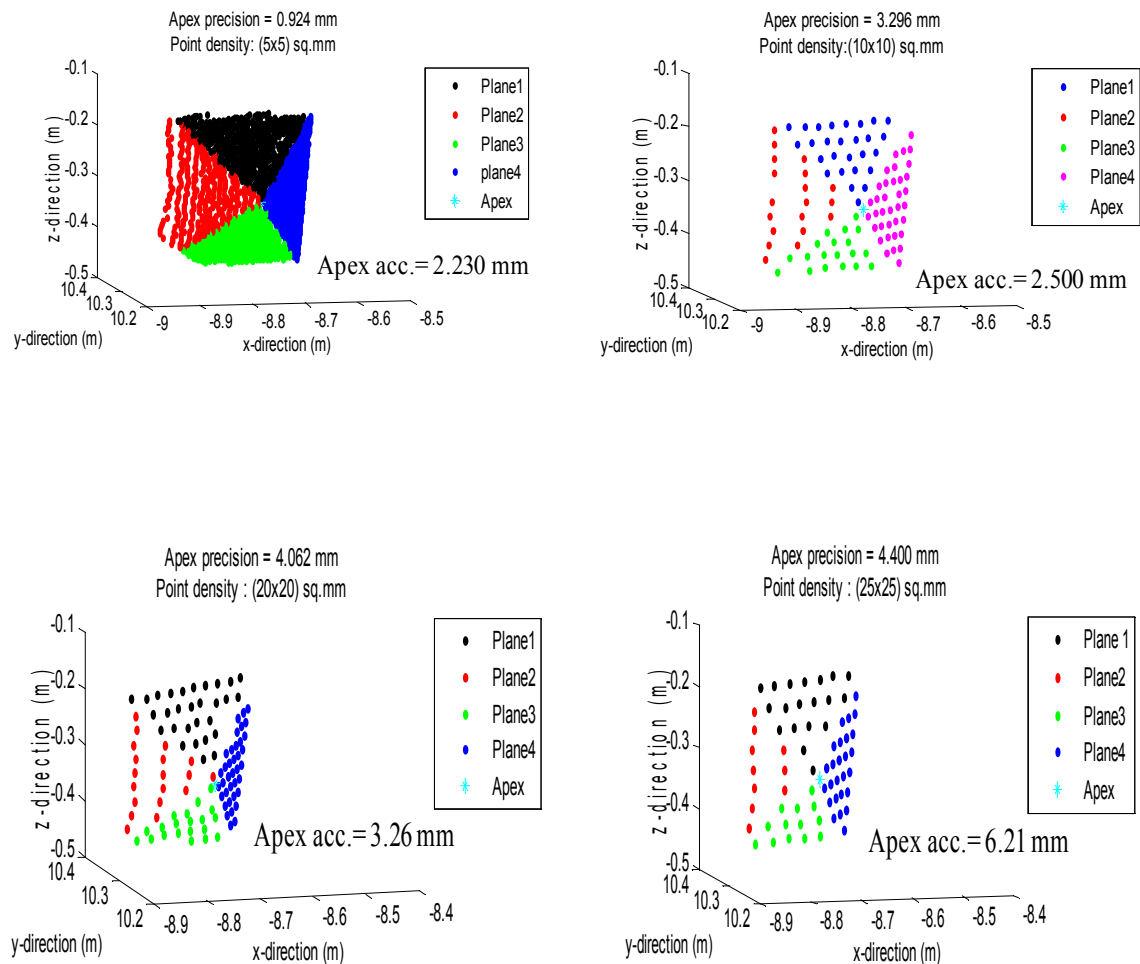 Apex precision = 0.924 mm
Point density: (5x5) sq.mm
-0.1
-0.2
-0.3
-0.4
-0.5
z-direction (m)
10.4
10.3
10.2
y-direction (m)
-9
-8.9
-8.8
-8.7
-8.6
-8.5
x-direction (m)
Plane1
Plane2
Plane3
plane4
Apex
Apex acc.= 2.230 mm
Apex precision = 3.296 mm
Point density:(10x10) sq.mm
-0.1
-0.2
-0.3
-0.4
-0.5
z-direction (m)
10.4
10.3
10.2
y-direction (m)
-9
-8.9
-8.8
-8.7
-8.6
-8.5
x-direction (m)
Plane1
Plane2
Plane3
Plane4
Apex
Apex acc.= 2.500 mm
Apex precision = 4.062 mm
Point density : (20x20) sq.mm
-0.1
-0.2
-0.3
-0.4
-0.5
z-direction (m)
10.4
10.3
10.2
y-direction (m)
-8.9
-8.8
-8.7
-8.6
-8.5
-8.4
x-direction (m)
Plane1
Plane2
Plane3
Plane4
Apex
Apex acc.= 3.26 mm
Apex precision = 4.400 mm
Point density : (25x25) sq.mm
-0.1
-0.2
-0.3
-0.4
-0.5
z-direction (m)
10.4
10.3
10.2
y-direction (m)
-8.9
-8.8
-8.7
-8.6
-8.5
-8.4
x-direction (m)
Plane 1
Plane2
Plane3
Plane4
Apex
Apex acc.= 6.21 mm